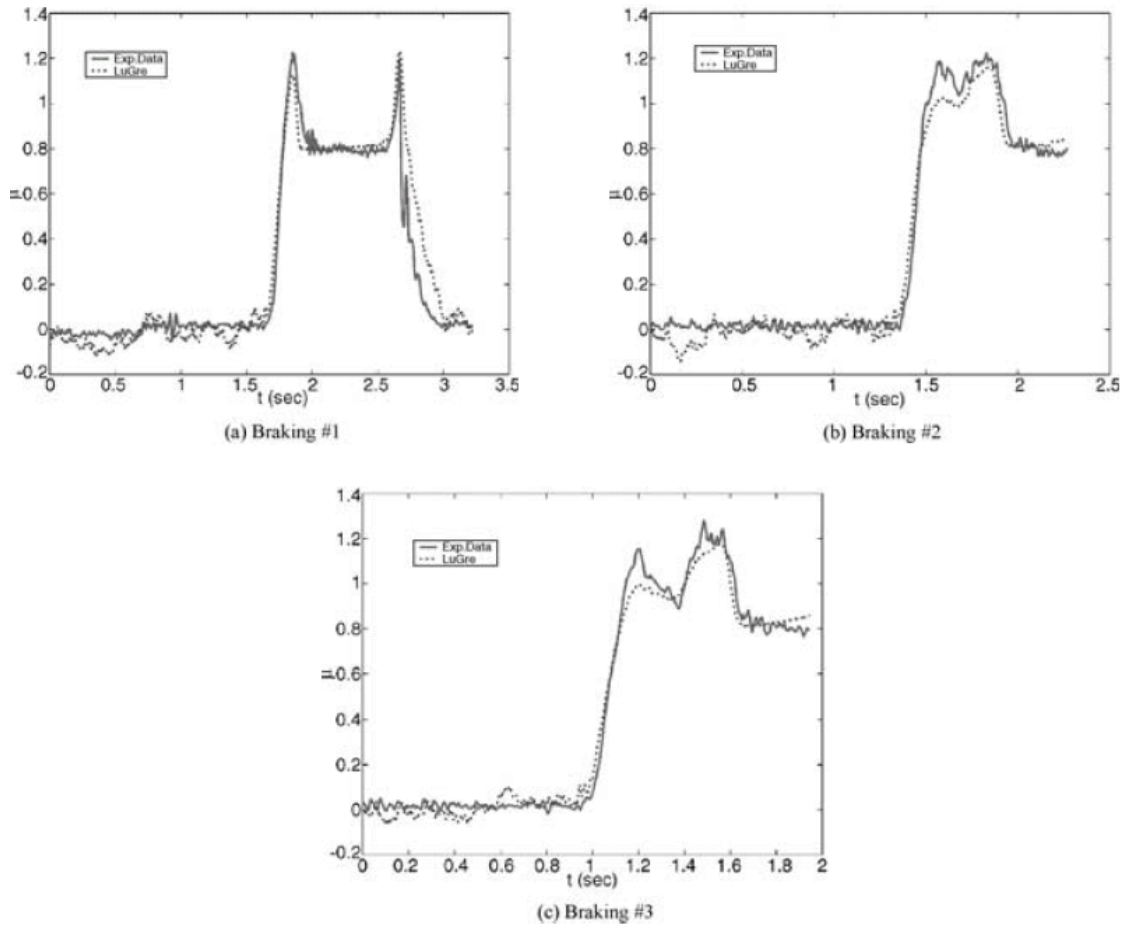 1.4
1.2
1
0.8
0.6
0.4
0.2
0
-0.2
μ
Exp.Data
LuGre
0 0.5 1 1.5 2 2.5 3 3.5
t (sec)
(a) Braking #1
1.4
1.2
1
0.8
0.6
0.4
0.2
0
-0.2
μ
Exp.Data
LuGre
0 0.5 1 1.5 2 2.5
t (sec)
(b) Braking #2
1.4
1.2
1
0.8
0.6
0.4
0.2
0
-0.2
μ
Exp.Data
LuGre
0 0.2 0.4 0.6 0.8 1 1.2 1.4 1.6 1.8 2
t (sec)
(c) Braking #3